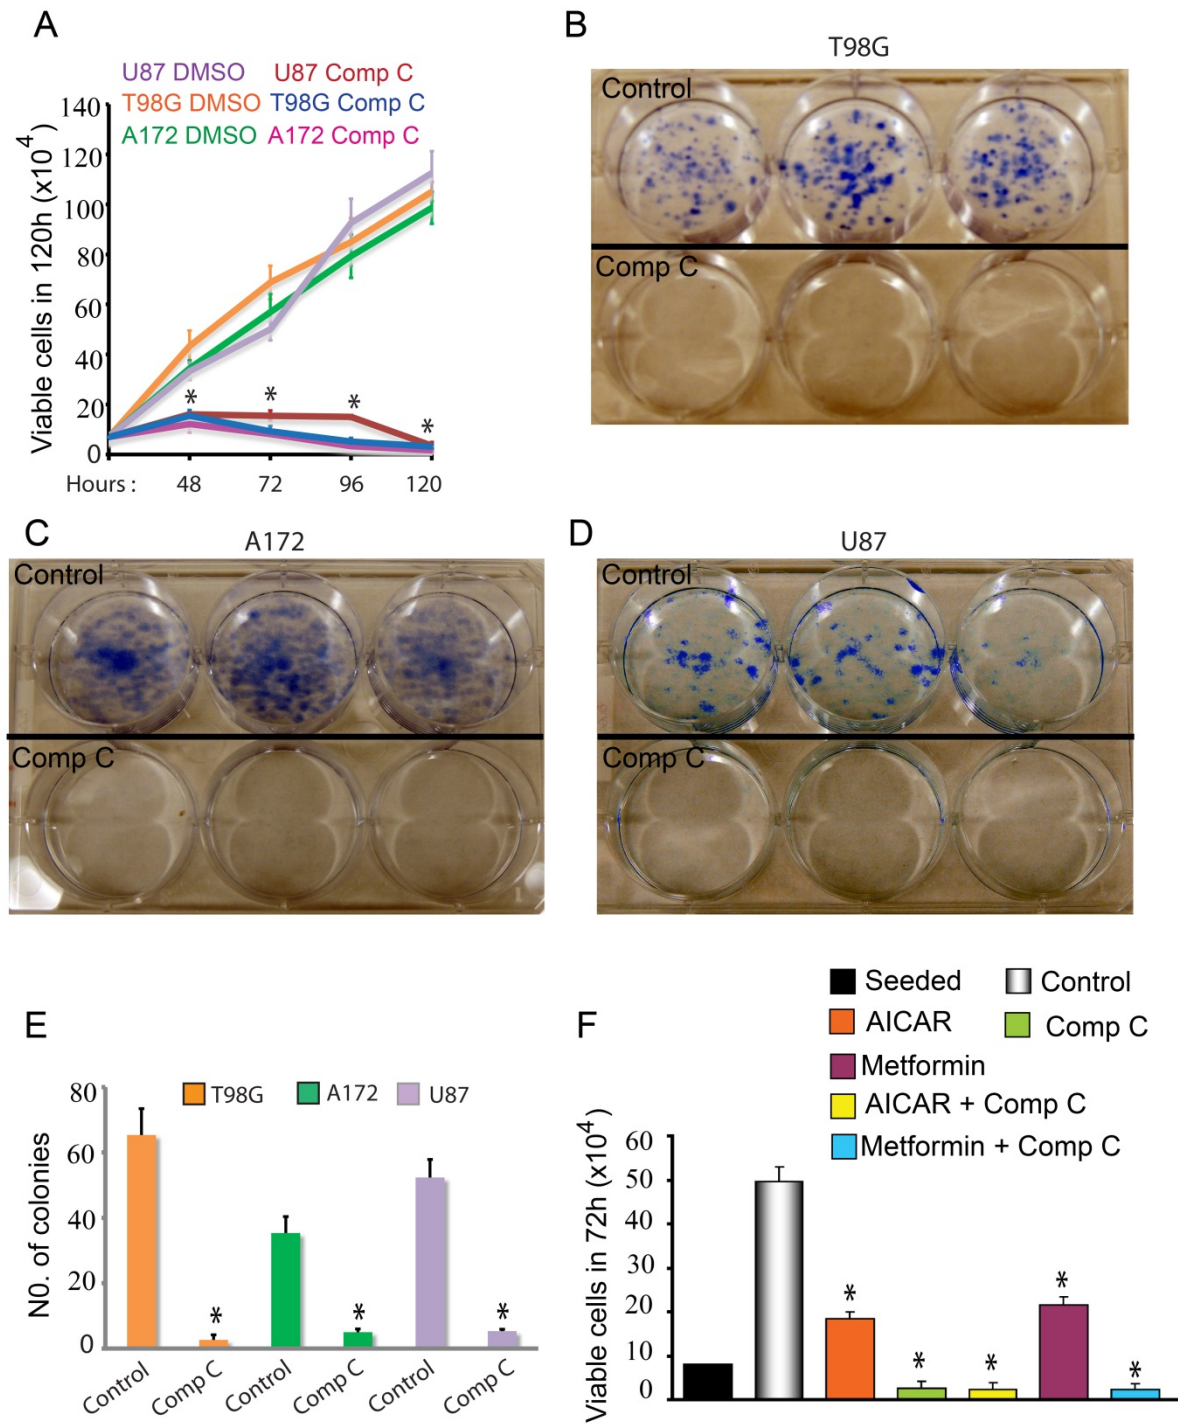 A
U87 DMSO U87 Comp C
T98G DMSO T98G Comp C
A172 DMSO A172 Comp C
Viable cells in 120h (x10⁴)
140
120
100
80
60
40
20
0
* * * *
Hours : 48 72 96 120
B
T98G
Control
Comp C
C
A172
Control
Comp C
D
U87
Control
Comp C
E
T98G A172 U87
N0. of colonies
80
60
40
20
0
* * *
Control Comp C Control Comp C Control Comp C
F
Seeded Control
AICAR Comp C
Metformin
AICAR + Comp C
Metformin + Comp C
Viable cells in 72h (x10⁴)
60
50
40
30
20
10
0
* * * * *